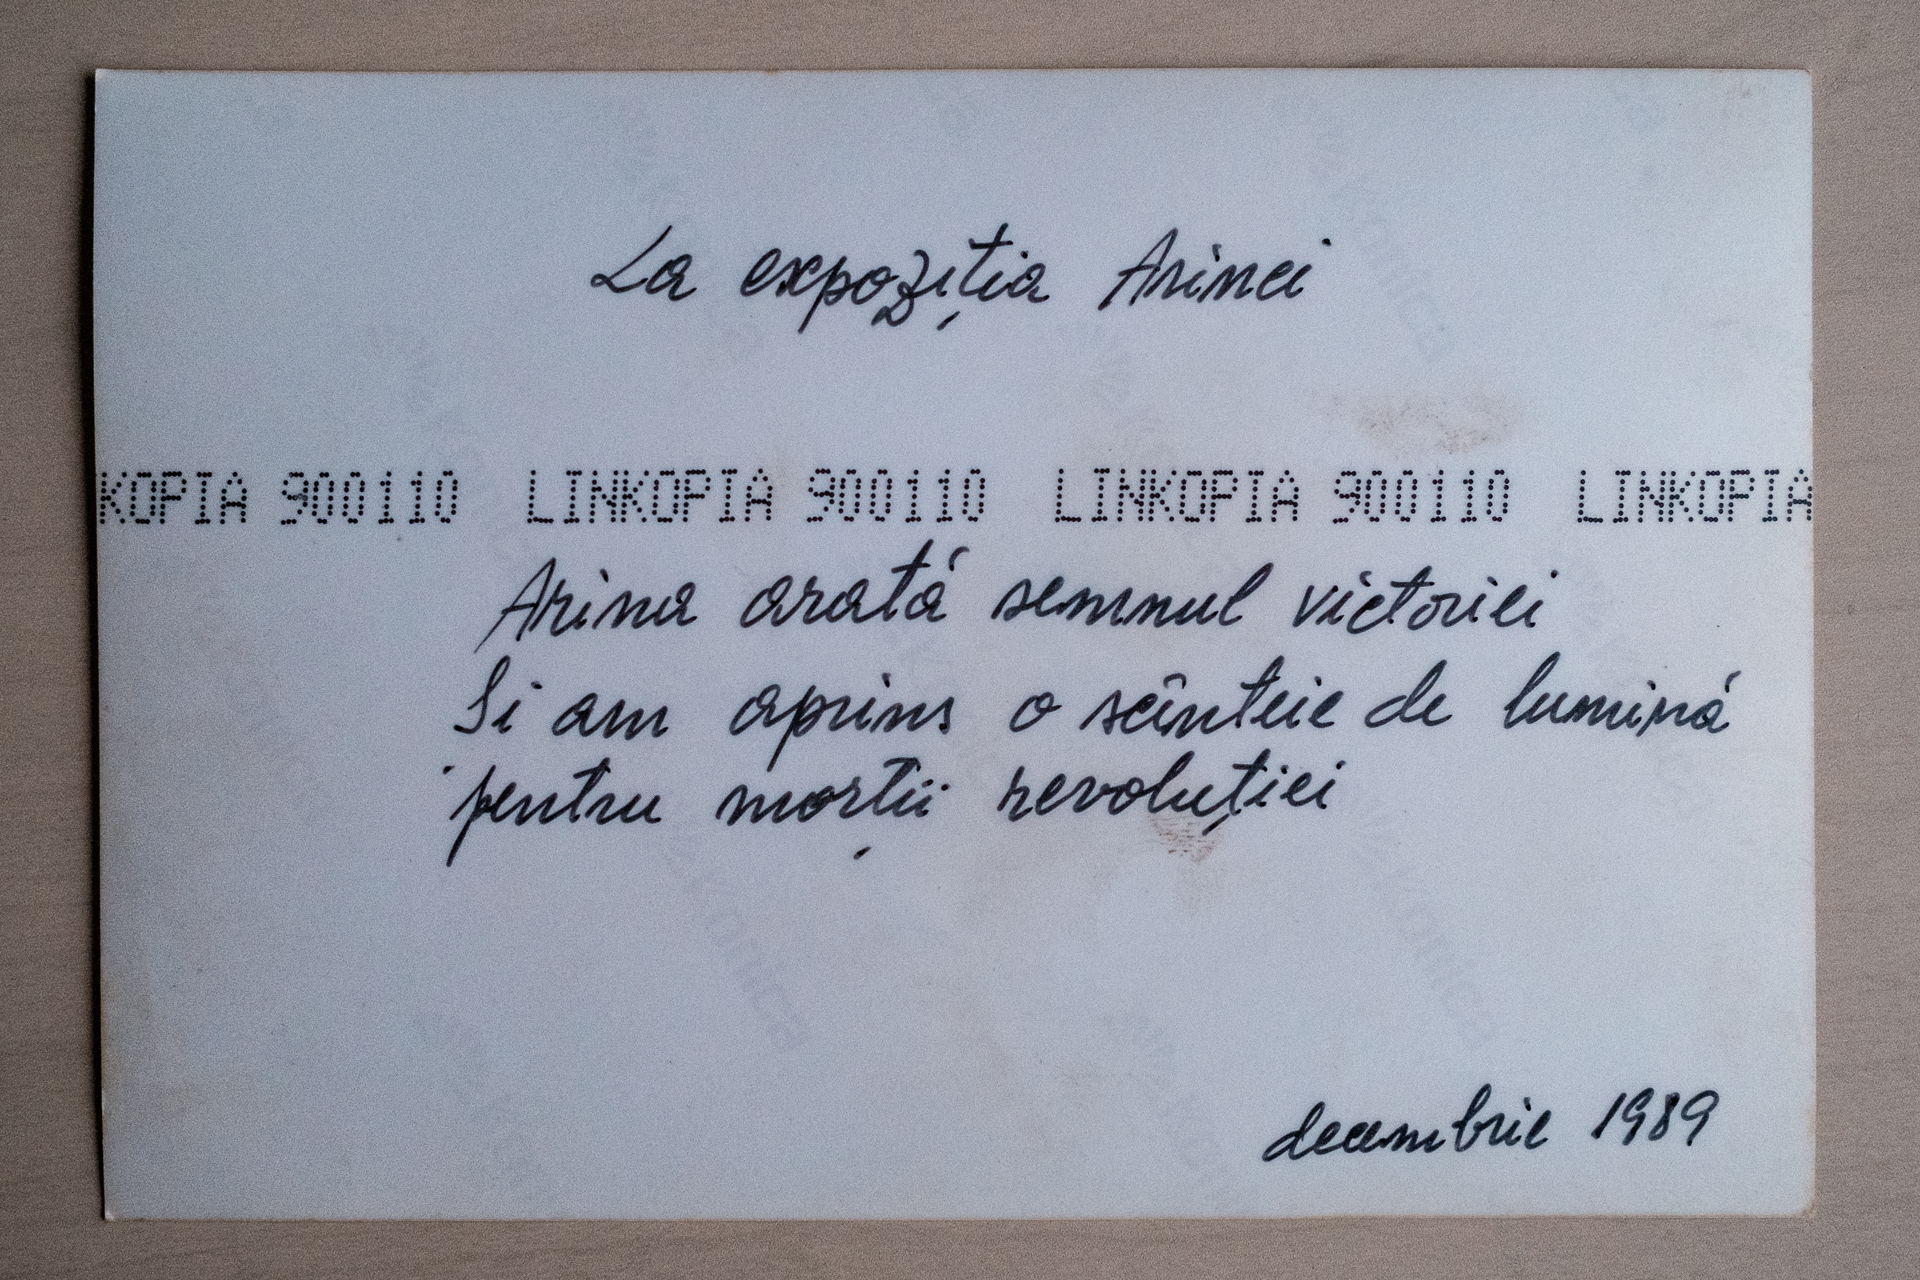 La expoziția Arinei
KOPIA 900110 LINKOPIA 900110 LINKOPIA 900110 LINKOPIA
Arina arată semnul victoriei
Și am aprins o scînteie de lumină
pentru morții revoluției
decembrie 1989